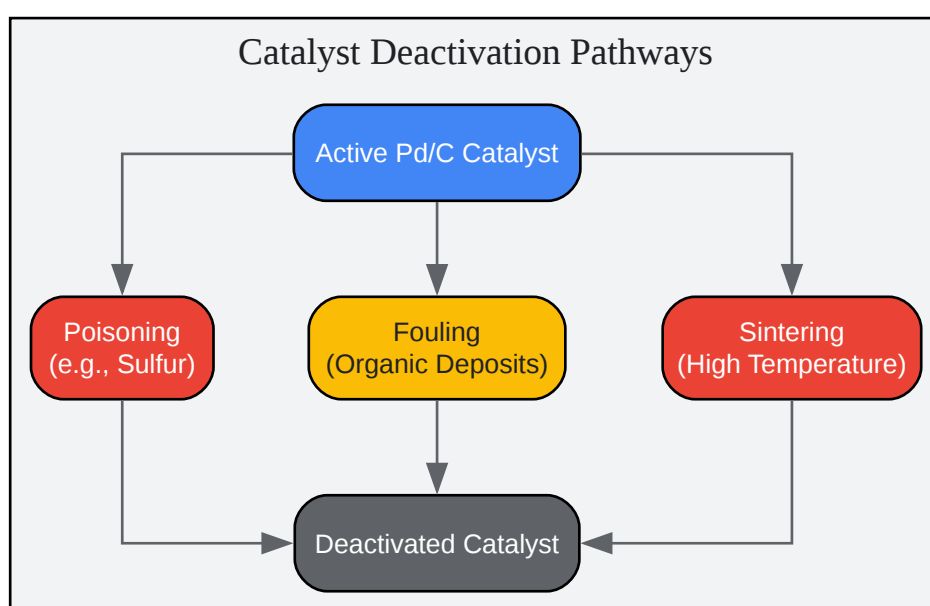 Catalyst Deactivation Pathways
Active Pd/C Catalyst
Poisoning
(e.g., Sulfur)
Fouling
(Organic Deposits)
Sintering
(High Temperature)
Deactivated Catalyst